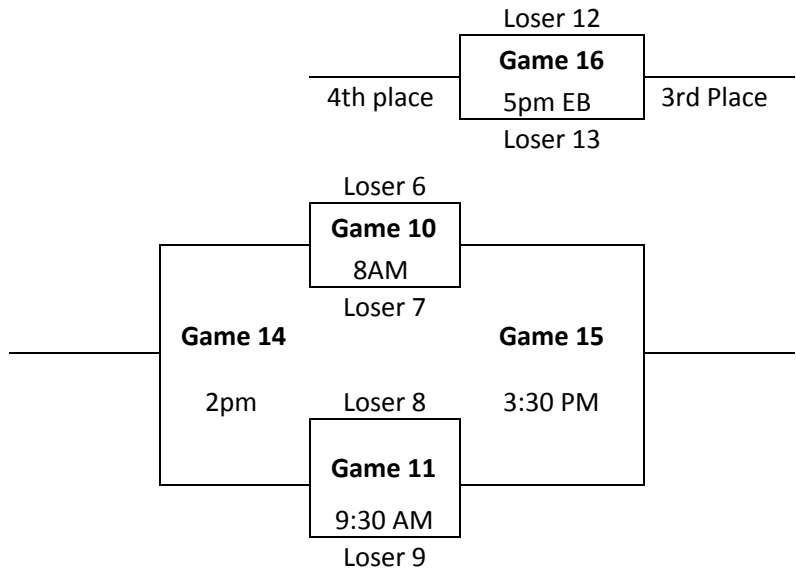 Loser 12
Game 16
4th place
5pm EB
3rd Place
Loser 13
Loser 6
Game 10
8AM
Loser 7
Game 14
Game 15
2pm
Loser 8
3:30 PM
Game 11
9:30 AM
Loser 9